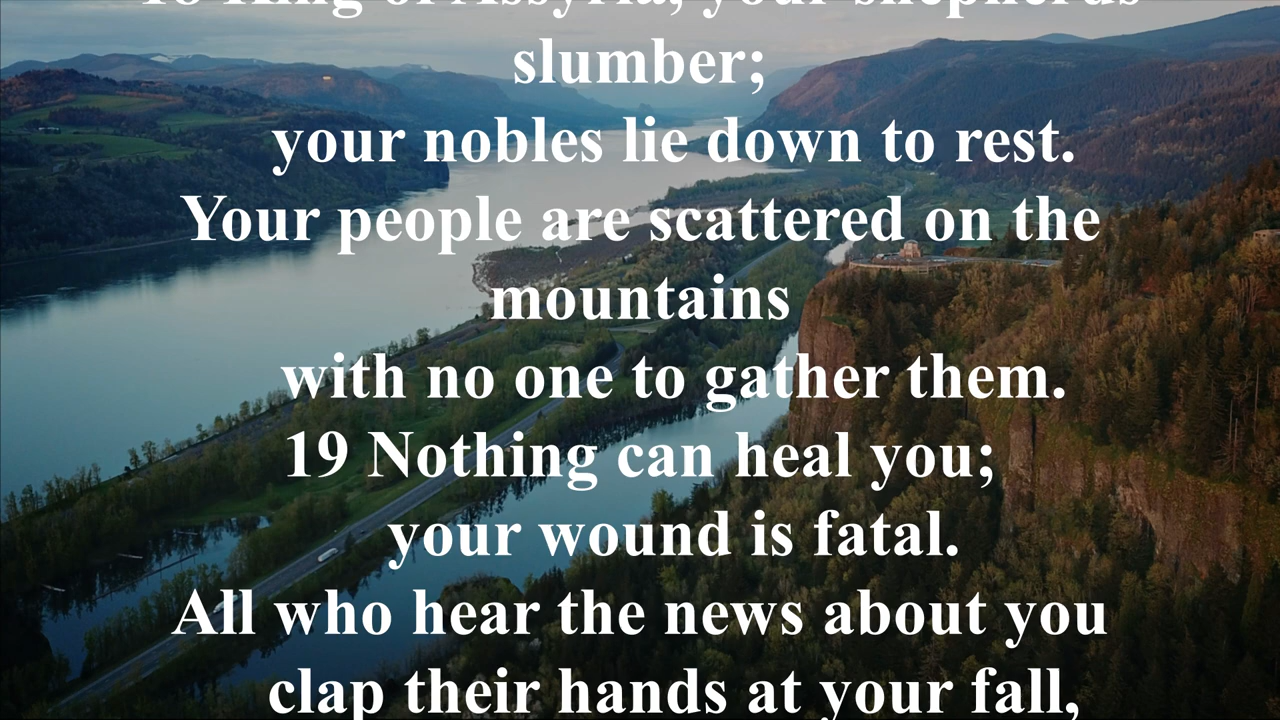 King of Assyria, your shepherds
slumber;
your nobles lie down to rest.
Your people are scattered on the
mountains
with no one to gather them.
19 Nothing can heal you;
your wound is fatal.
All who hear the news about you
clap their hands at your fall,